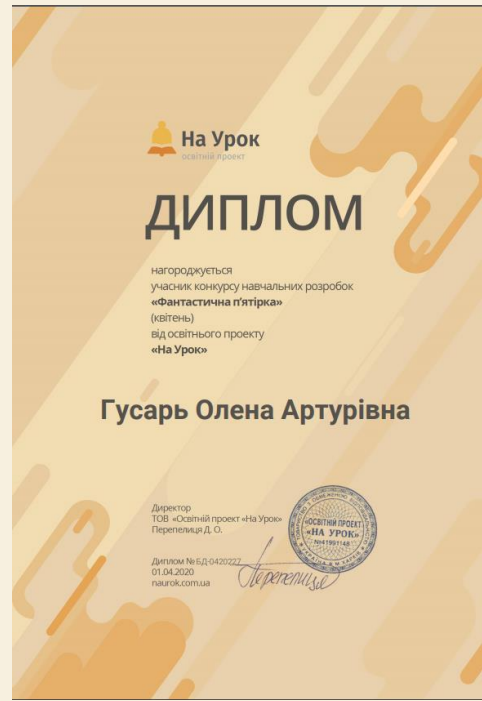 На Урок
освітній проект
ДИПЛОМ
нагороджується
учасник конкурсу навчальних розробок
«Фантастична п'ятірка»
(квітень)
від освітнього проекту
«На Урок»
Гусарь Олена Артурівна
Директор
ТОВ «Освітній проект «На Урок»
Перепелиця Д. О.
«ОСВІТНІЙ ПРОЕКТ
«НА УРОК»
№41991148
Диплом № БД-0420227
01.04.2020
naurok.com.ua
Перепелиця